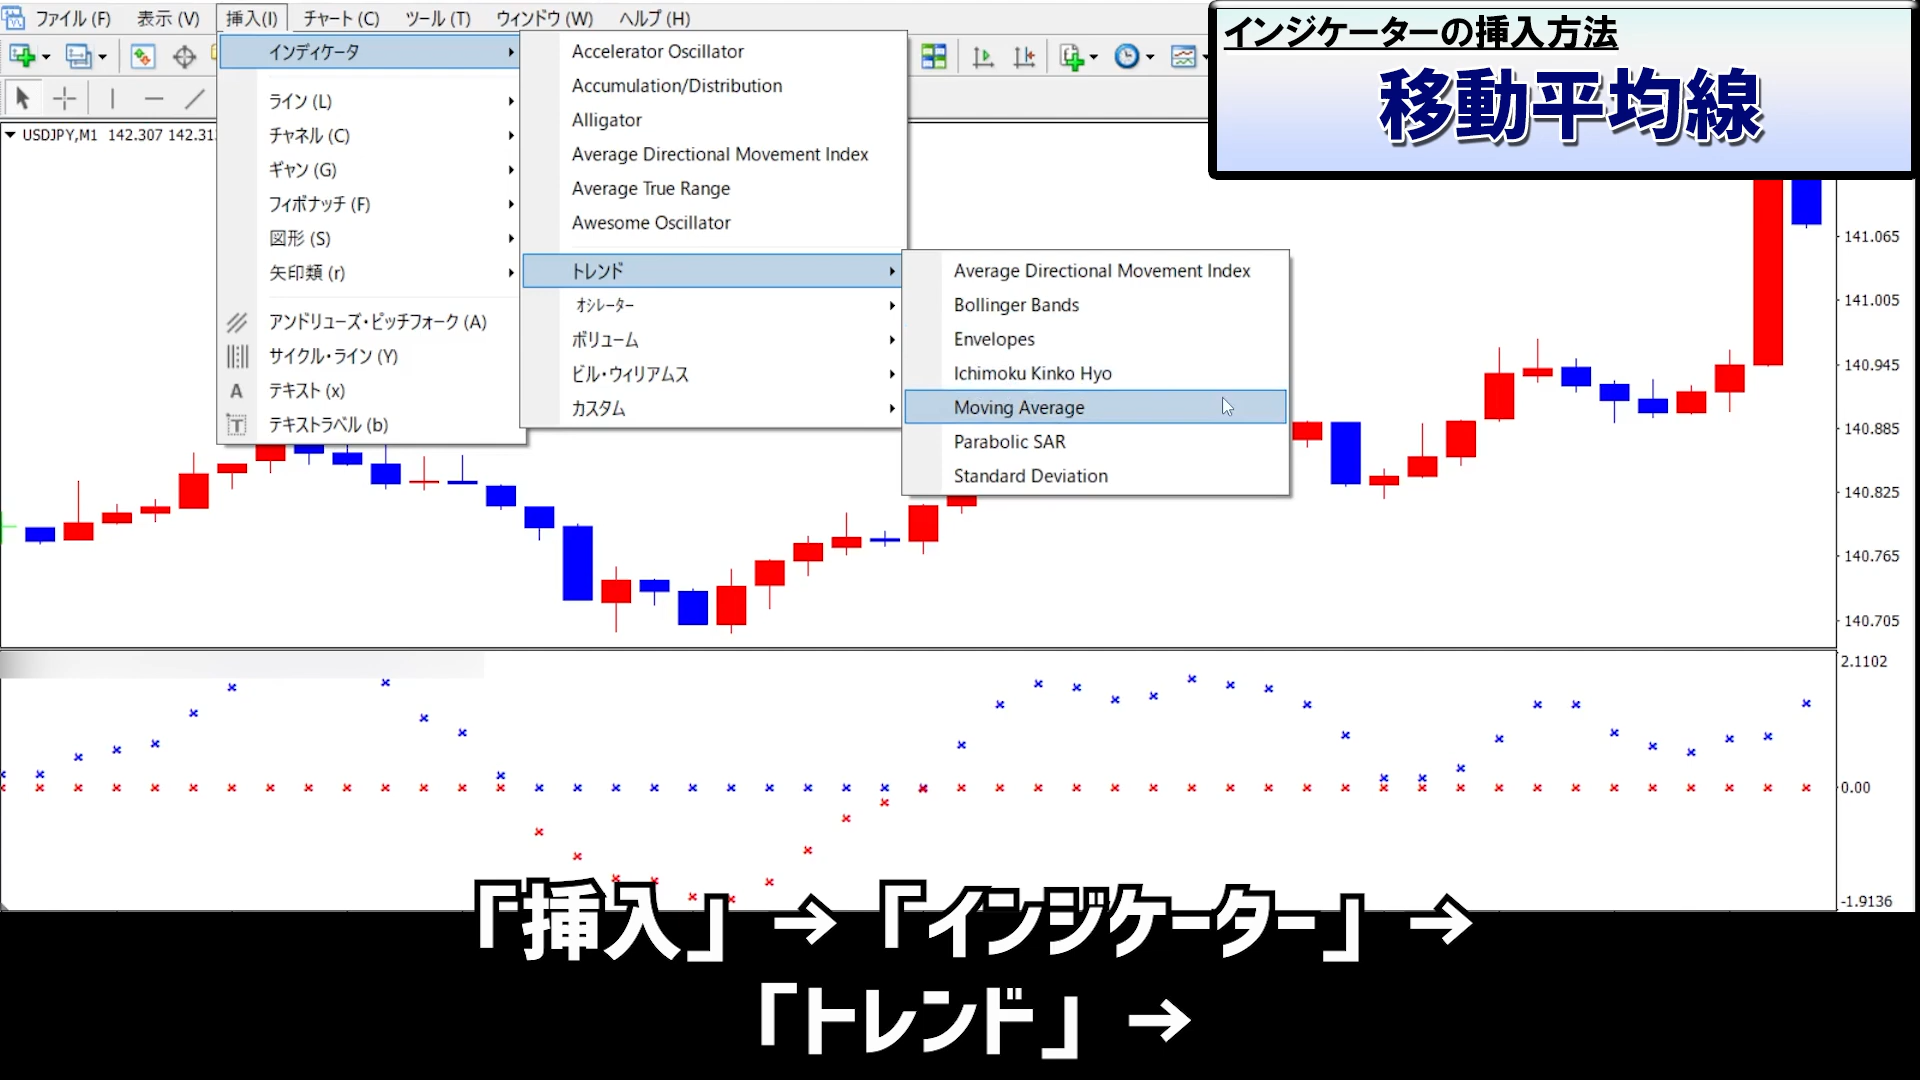 ファイル (F) 表示 (V) 挿入(I) チャート (C) ツール (T) ウィンドウ (W) ヘルプ (H)
インジケーターの挿入方法
移動平均線
USDJPY,M1 142.307 142.31
インディケータ
ライン (L)
チャネル (C)
ギャン (G)
フィボナッチ (F)
図形 (S)
矢印類 (r)
アンドリューズ・ピッチフォーク (A)
サイクル・ライン (Y)
A テキスト (x)
T テキストラベル (b)
Accelerator Oscillator
Accumulation/Distribution
Alligator
Average Directional Movement Index
Average True Range
Awesome Oscillator
トレンド
オシレーター
ボリューム
ビル・ウィリアムス
カスタム
Average Directional Movement Index
Bollinger Bands
Envelopes
Ichimoku Kinko Hyo
Moving Average
Parabolic SAR
Standard Deviation
141.065
141.005
140.945
140.885
140.825
140.765
140.705
2.1102
0.00
-1.9136
「挿入」→「インジケーター」→
「トレンド」→